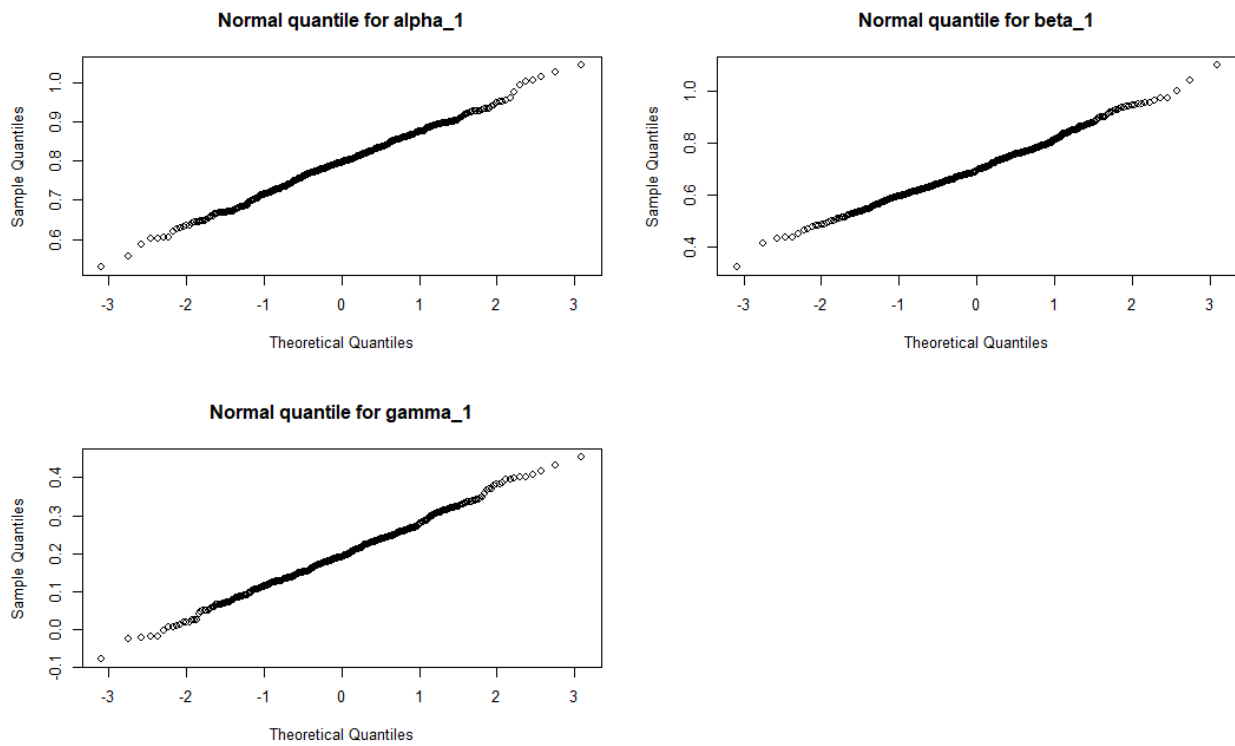 Normal quantile for alpha_1
Sample Quantiles
1.0
0.9
0.8
0.7
0.6
-3 -2 -1 0 1 2 3
Theoretical Quantiles
Normal quantile for beta_1
Sample Quantiles
1.0
0.8
0.6
0.4
-3 -2 -1 0 1 2 3
Theoretical Quantiles
Normal quantile for gamma_1
Sample Quantiles
0.4
0.3
0.2
0.1
0.0
-0.1
-3 -2 -1 0 1 2 3
Theoretical Quantiles